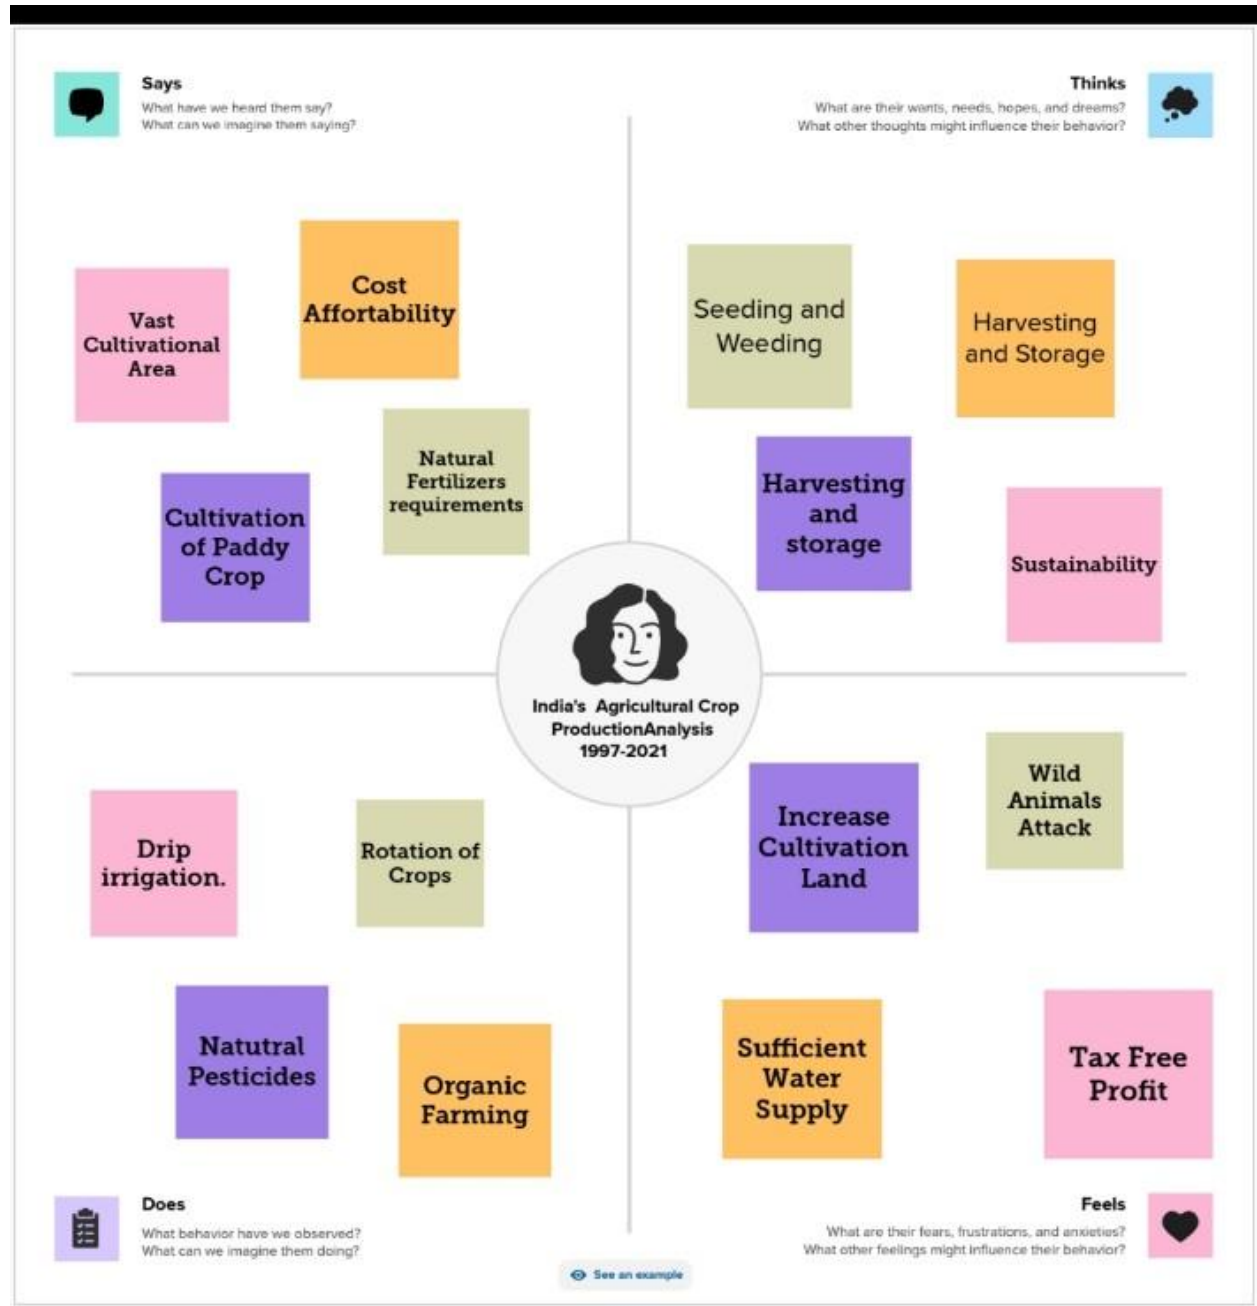 Says
What have we heard them say?
What can we imagine them saying?
Thinks
What are their wants, needs, hopes, and dreams?
What other thoughts might influence their behavior?
Vast
Cultivational
Area
Cost
Affortability
Natural
Fertilizers
requirements
Cultivation
of Paddy
Crop
Seeding and
Weeding
Harvesting
and Storage
Harvesting
and
storage
Sustainability
India's Agricultural Crop
ProductionAnalysis
1997-2021
Drip
irrigation.
Rotation of
Crops
Natutral
Pesticides
Organic
Farming
Increase
Cultivation
Land
Wild
Animals
Attack
Sufficient
Water
Supply
Tax Free
Profit
Does
What behavior have we observed?
What can we imagine them doing?
Feels
What are their fears, frustrations, and anxieties?
What other feelings might influence their behavior?
See an example